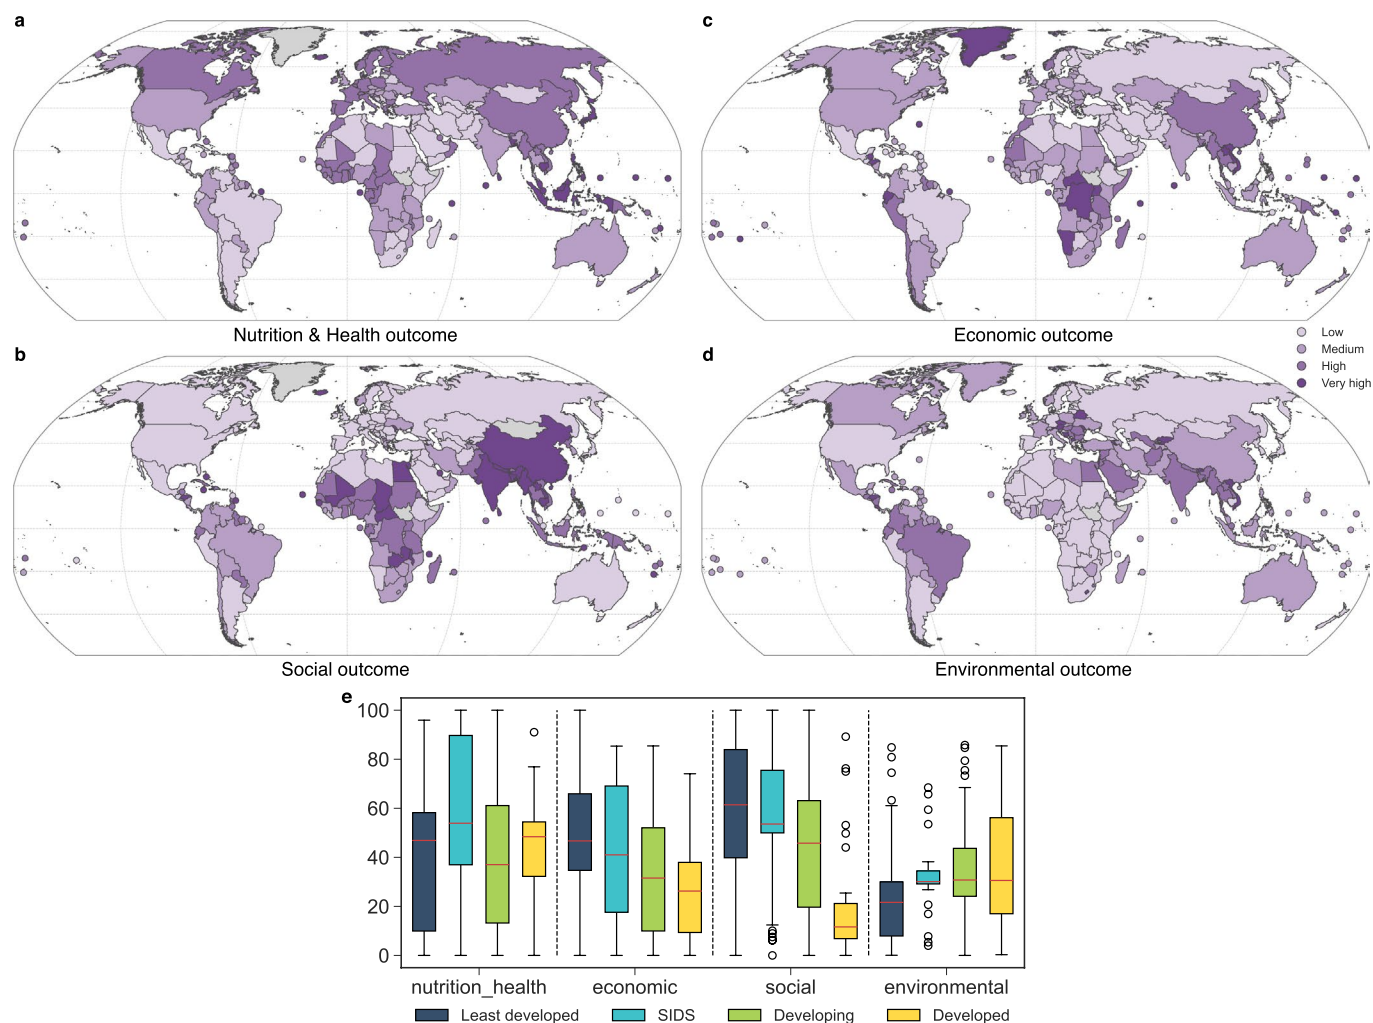 a
c
Nutrition & Health outcome
Economic outcome
Low
Medium
High
Very high
b
d
Social outcome
Environmental outcome
e
100
80
60
40
20
0
nutrition_health
economic
social
environmental
Least developed
SIDS
Developing
Developed